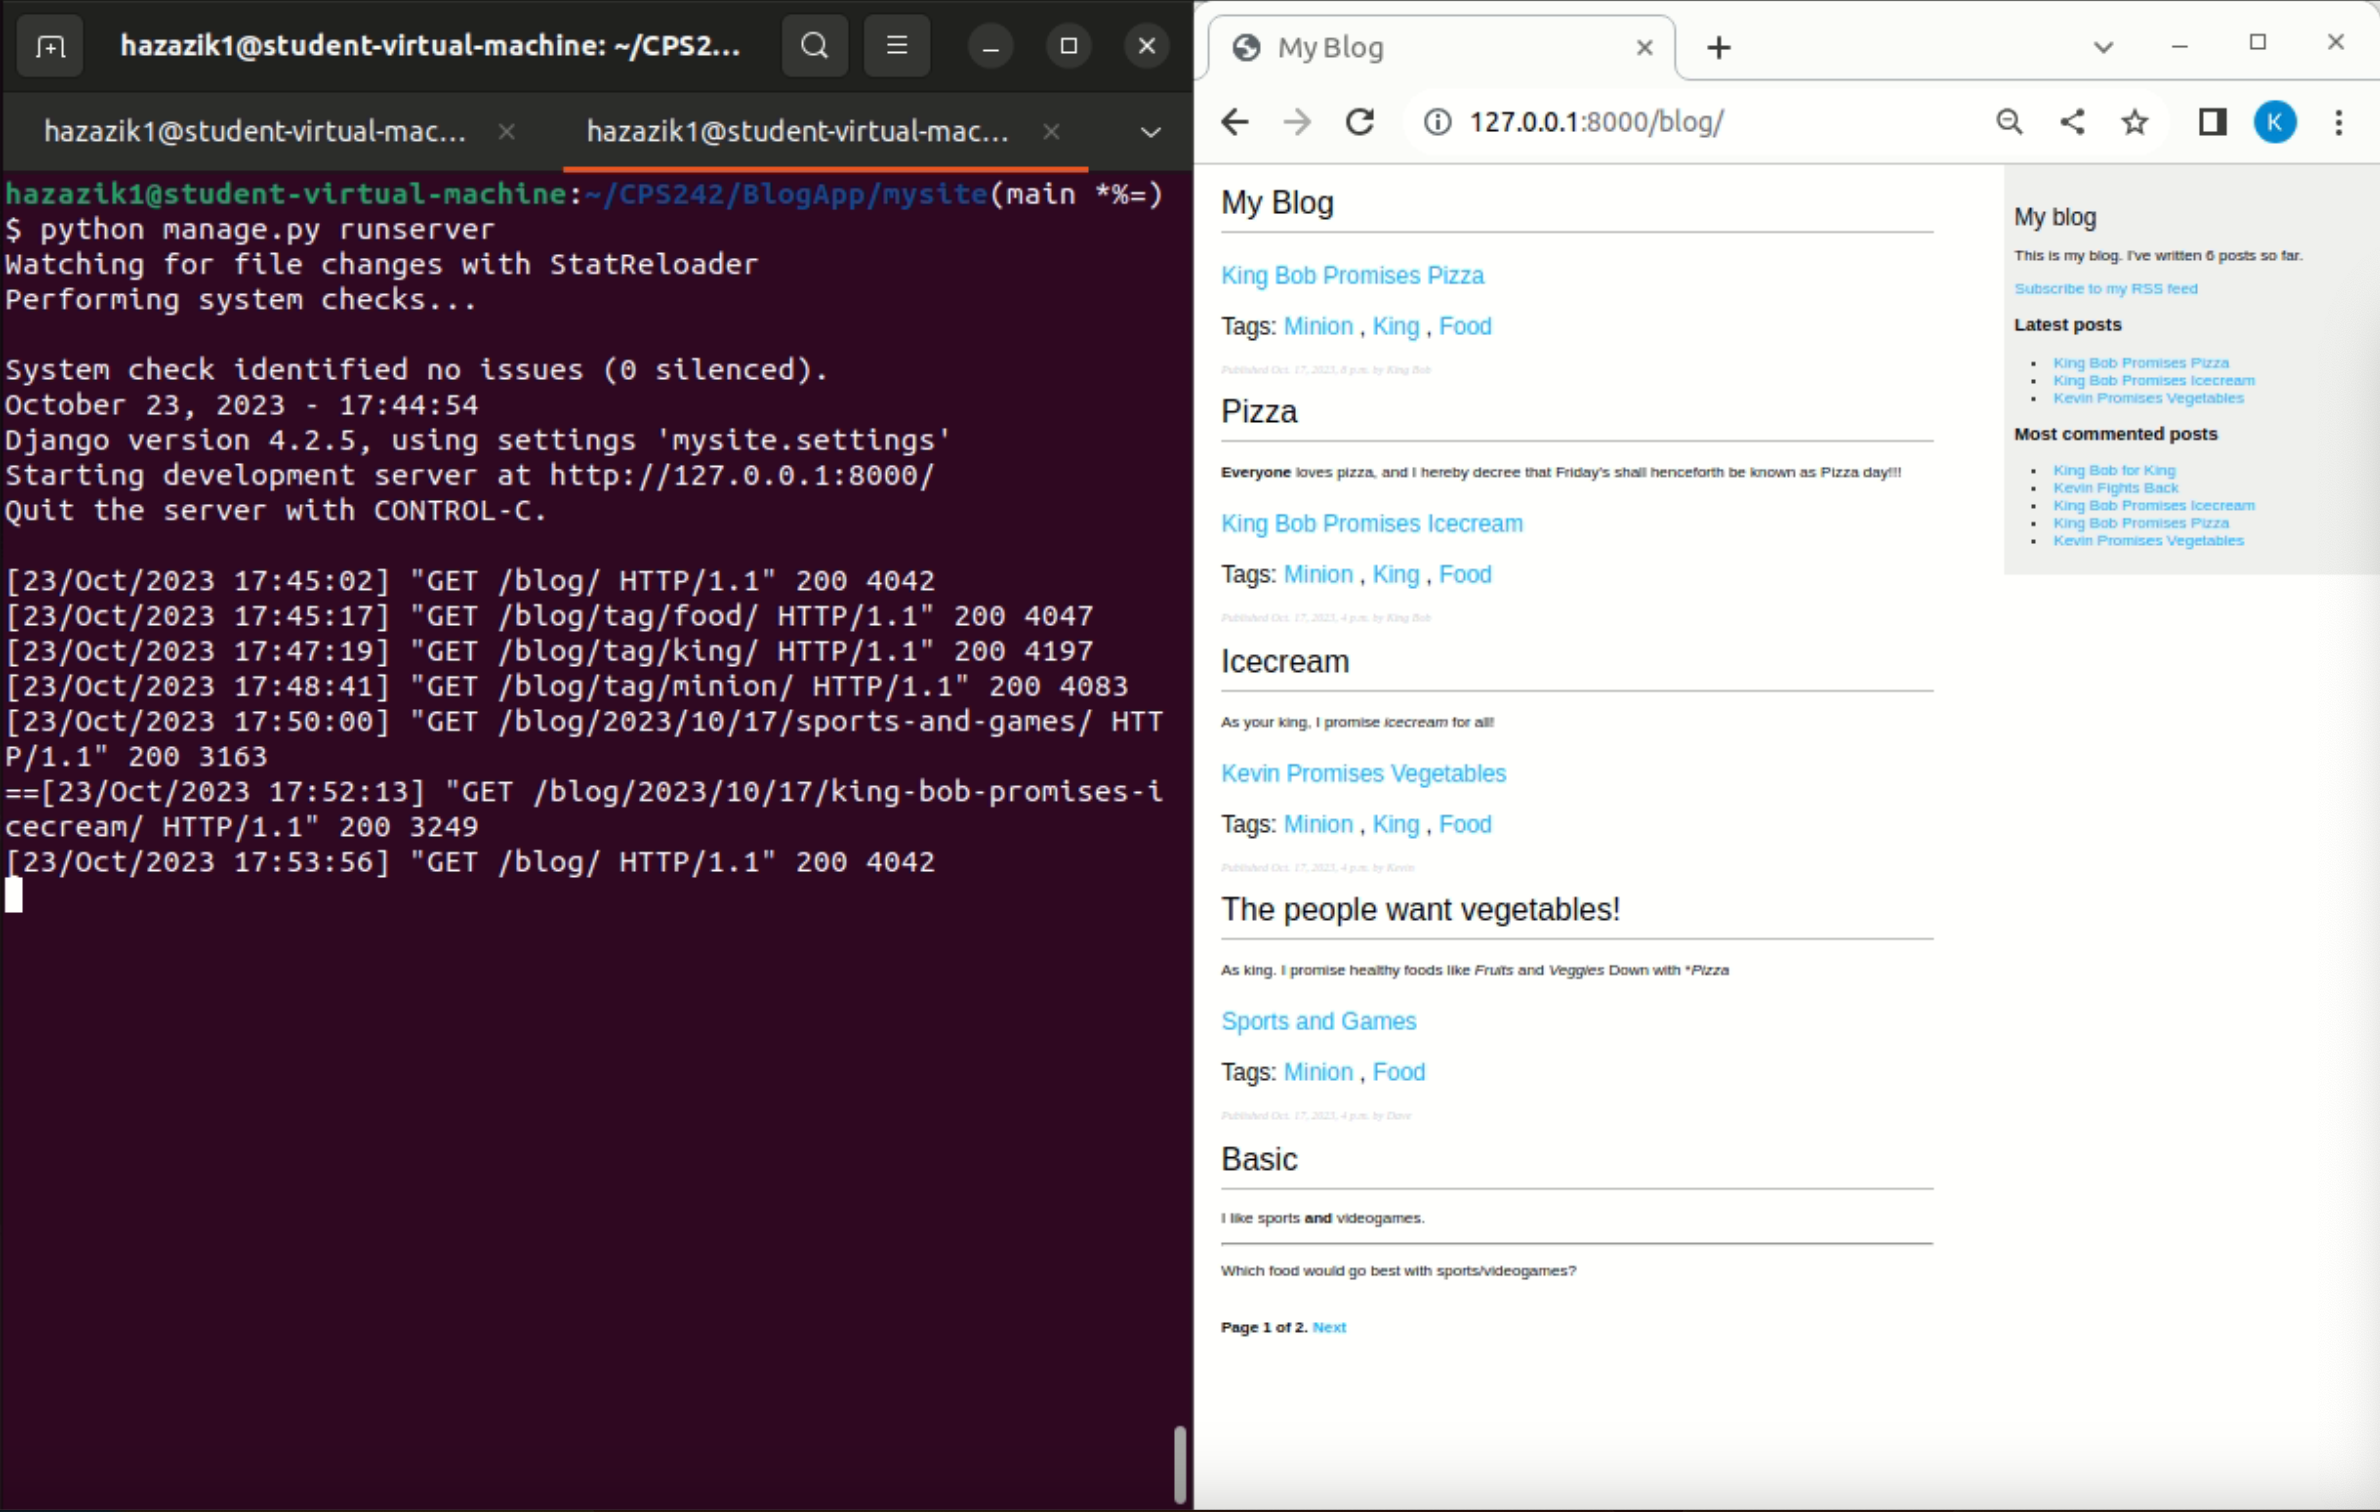 hazazik1@student-virtual-machine: ~/CPS2...
hazazik1@student-virtual-mac...
hazazik1@student-virtual-mac...
hazazik1@student-virtual-machine:~/CPS242/BlogApp/mysite(main *%=)
$ python manage.py runserver
Watching for file changes with StatReloader
Performing system checks...
System check identified no issues (0 silenced).
October 23, 2023 - 17:44:54
Django version 4.2.5, using settings 'mysite.settings'
Starting development server at http://127.0.0.1:8000/
Quit the server with CONTROL-C.
[23/Oct/2023 17:45:02] "GET /blog/ HTTP/1.1" 200 4042
[23/Oct/2023 17:45:17] "GET /blog/tag/food/ HTTP/1.1" 200 4047
[23/Oct/2023 17:47:19] "GET /blog/tag/king/ HTTP/1.1" 200 4197
[23/Oct/2023 17:48:41] "GET /blog/tag/minion/ HTTP/1.1" 200 4083
[23/Oct/2023 17:50:00] "GET /blog/2023/10/17/sports-and-games/ HTT
P/1.1" 200 3163
==[23/Oct/2023 17:52:13] "GET /blog/2023/10/17/king-bob-promises-i
cecream/ HTTP/1.1" 200 3249
[23/Oct/2023 17:53:56] "GET /blog/ HTTP/1.1" 200 4042
My Blog
127.0.0.1:8000/blog/
K
My Blog
King Bob Promises Pizza
Tags: Minion , King , Food
Published Oct. 17, 2023, 8 p.m. by King Bob
Pizza
Everyone loves pizza, and I hereby decree that Friday's shall henceforth be known as Pizza day!!!
King Bob Promises Icecream
Tags: Minion , King , Food
Published Oct. 17, 2023, 4 p.m. by King Bob
Icecream
As your king, I promise icecream for all!
Kevin Promises Vegetables
Tags: Minion , King , Food
Published Oct. 17, 2023, 4 p.m. by Kevin
The people want vegetables!
As king. I promise healthy foods like Fruits and Veggies Down with *Pizza
Sports and Games
Tags: Minion , Food
Published Oct. 17, 2023, 4 p.m. by Dave
Basic
I like sports and videogames.
Which food would go best with sports/videogames?
Page 1 of 2. Next
My blog
This is my blog. I've written 6 posts so far.
Subscribe to my RSS feed
Latest posts
King Bob Promises Pizza
King Bob Promises Icecream
Kevin Promises Vegetables
Most commented posts
King Bob for King
Kevin Fights Back
King Bob Promises Icecream
King Bob Promises Pizza
Kevin Promises Vegetables